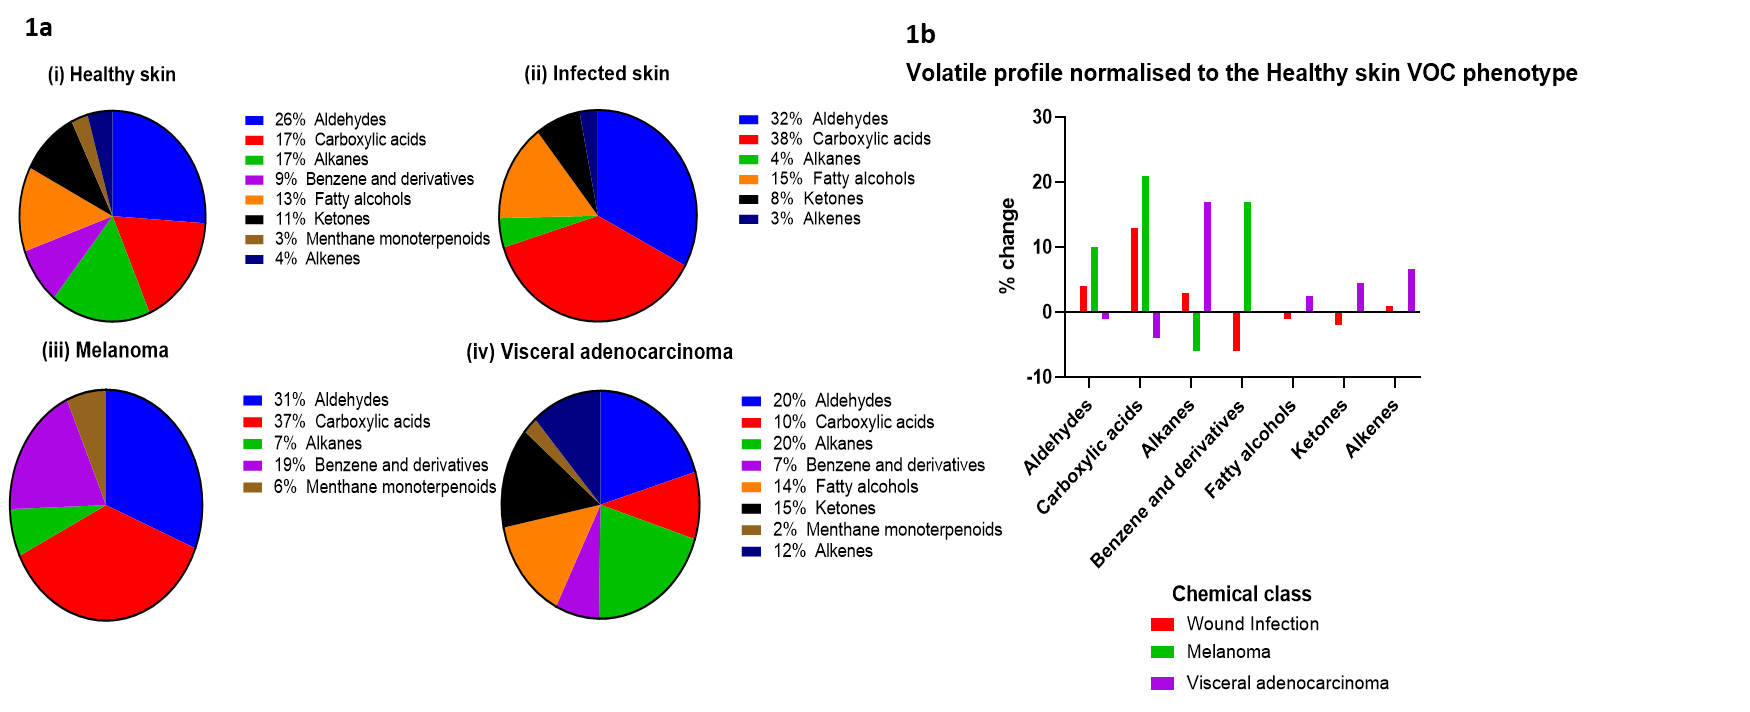 1a
(i) Healthy skin
26% Aldehydes
17% Carboxylic acids
17% Alkanes
9% Benzene and derivatives
13% Fatty alcohols
11% Ketones
3% Menthane monoterpenoids
4% Alkenes
(ii) Infected skin
32% Aldehydes
38% Carboxylic acids
4% Alkanes
15% Fatty alcohols
8% Ketones
3% Alkenes
(iii) Melanoma
31% Aldehydes
37% Carboxylic acids
7% Alkanes
19% Benzene and derivatives
6% Menthane monoterpenoids
(iv) Visceral adenocarcinoma
20% Aldehydes
10% Carboxylic acids
20% Alkanes
7% Benzene and derivatives
14% Fatty alcohols
15% Ketones
2% Menthane monoterpenoids
12% Alkenes
1b
Volatile profile normalised to the Healthy skin VOC phenotype
% change
30
20
10
0
-10
Aldehydes
Carboxylic acids
Alkanes
Benzene and derivatives
Fatty alcohols
Ketones
Alkenes
Chemical class
Wound Infection
Melanoma
Visceral adenocarcinoma